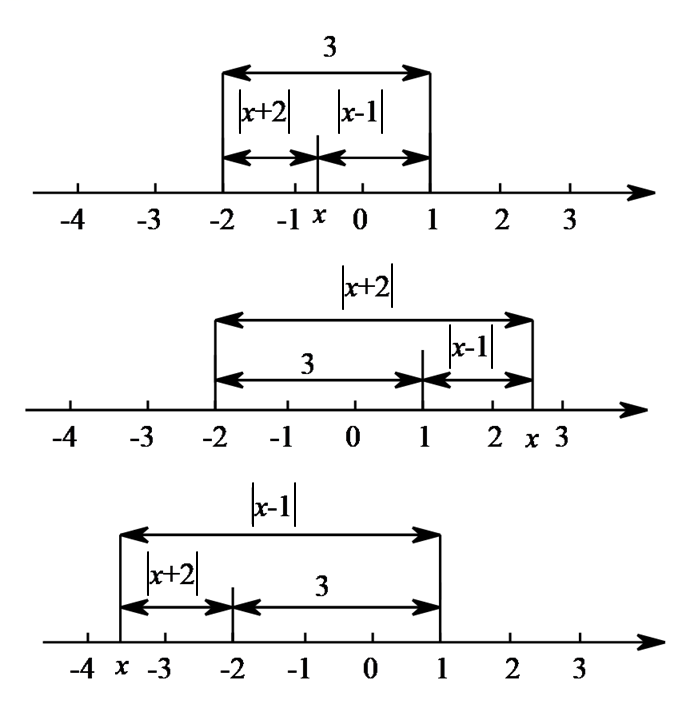 3
|x+2| |x-1|
-4 -3 -2 -1 x 0 1 2 3
|x+2|
|x-1|
3
-4 -3 -2 -1 0 1 2 x 3
|x-1|
|x+2| 3
-4 x -3 -2 -1 0 1 2 3